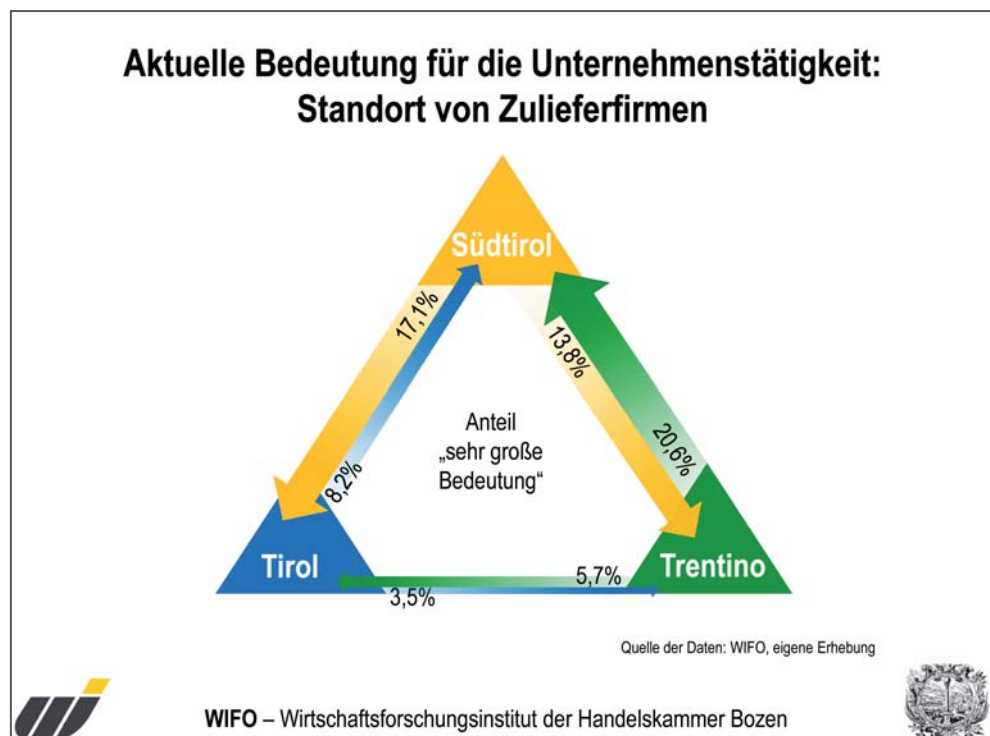 Aktuelle Bedeutung für die Unternehmenstätigkeit:
Standort von Zulieferfirmen
Südtirol
17,1%
13,8%
Anteil
„sehr große
Bedeutung“
20,6%
8,2%
Tirol
Trentino
5,7%
3,5%
Quelle der Daten: WIFO, eigene Erhebung
WIFO – Wirtschaftsforschungsinstitut der Handelskammer Bozen